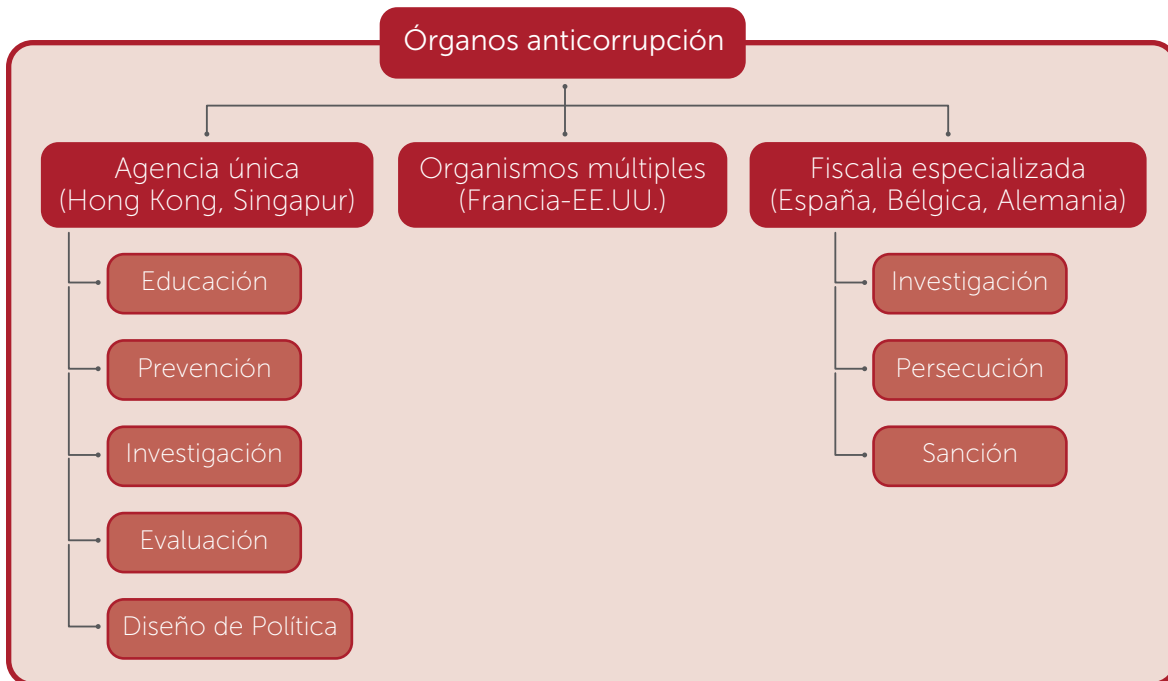 Órganos anticorrupción
Agencia única
(Hong Kong, Singapur)
Educación
Prevención
Investigación
Evaluación
Diseño de Política
Organismos múltiples
(Francia-EE.UU.)
Fiscalia especializada
(España, Bélgica, Alemania)
Investigación
Persecución
Sanción